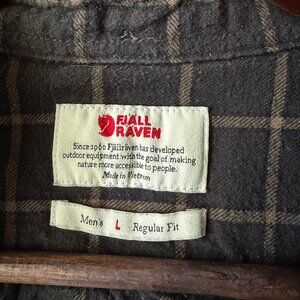 FJÄLL
RÄVEN
Since 1960 Fjällräven has developed
outdoor equipment with the goal of making
nature more accessible to people.
Made in Vietnam
Men's L Regular Fit